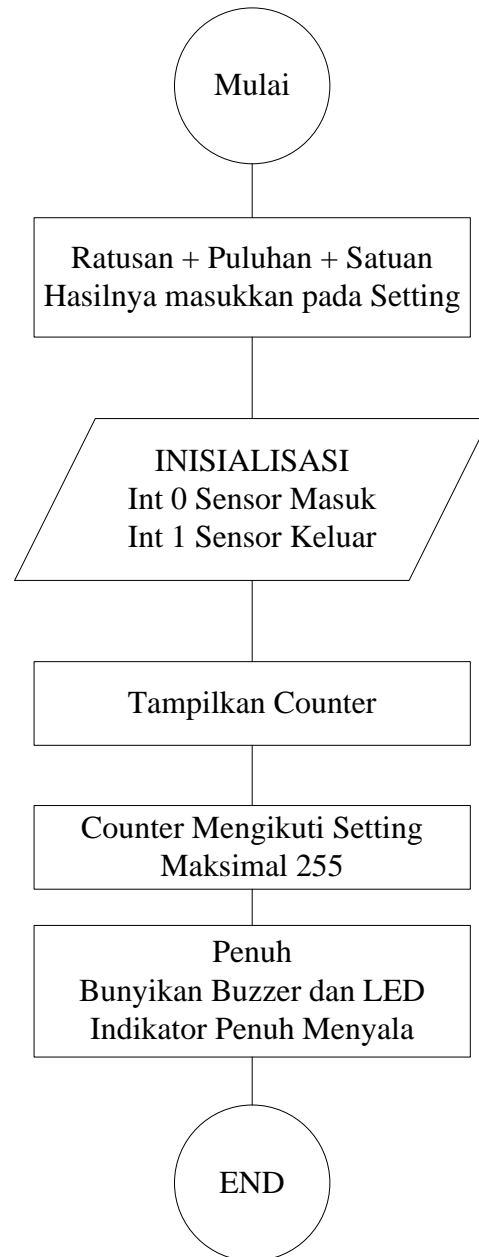 Mulai
Ratusan + Puluhan + Satuan
Hasilnya masukkan pada Setting
INISIALISASI
Int 0 Sensor Masuk
Int 1 Sensor Keluar
Tampilkan Counter
Counter Mengikuti Setting
Maksimal 255
Penuh
Bunyikan Buzzer dan LED
Indikator Penuh Menyala
END